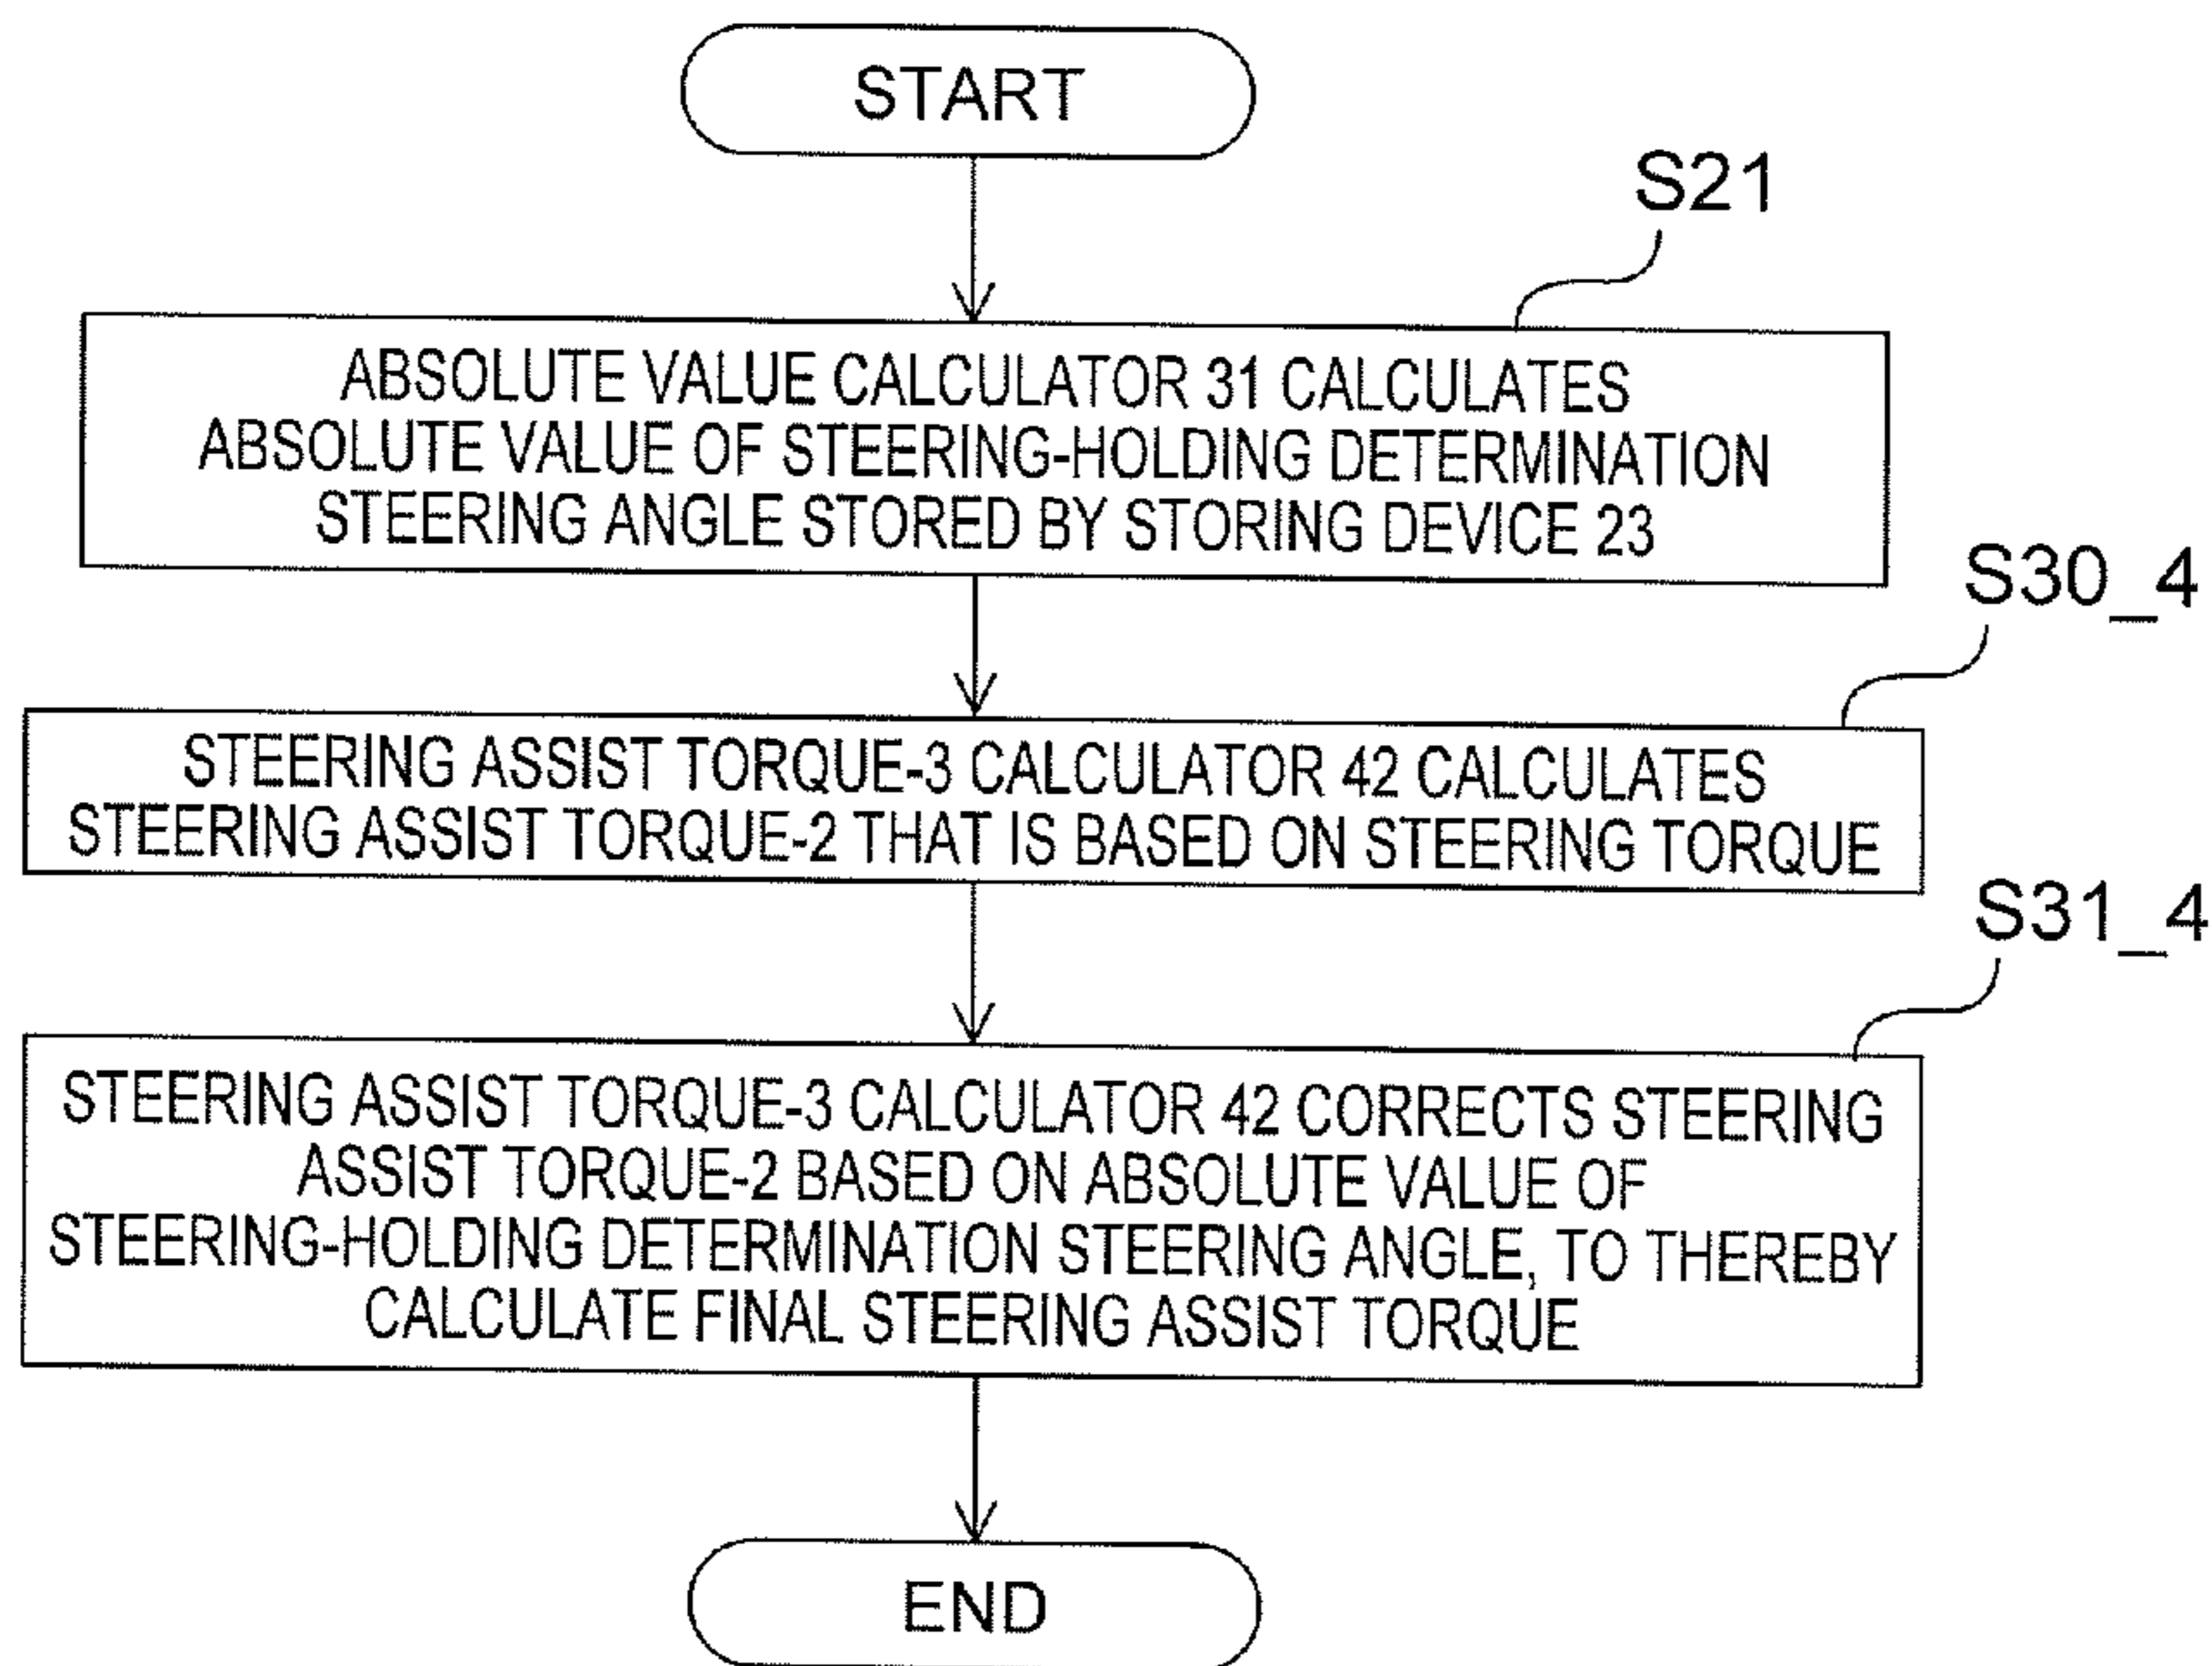 START
S21
ABSOLUTE VALUE CALCULATOR 31 CALCULATES
ABSOLUTE VALUE OF STEERING-HOLDING DETERMINATION
STEERING ANGLE STORED BY STORING DEVICE 23
S30_4
STEERING ASSIST TORQUE-3 CALCULATOR 42 CALCULATES
STEERING ASSIST TORQUE-2 THAT IS BASED ON STEERING TORQUE
S31_4
STEERING ASSIST TORQUE-3 CALCULATOR 42 CORRECTS STEERING
ASSIST TORQUE-2 BASED ON ABSOLUTE VALUE OF
STEERING-HOLDING DETERMINATION STEERING ANGLE, TO THEREBY
CALCULATE FINAL STEERING ASSIST TORQUE
END